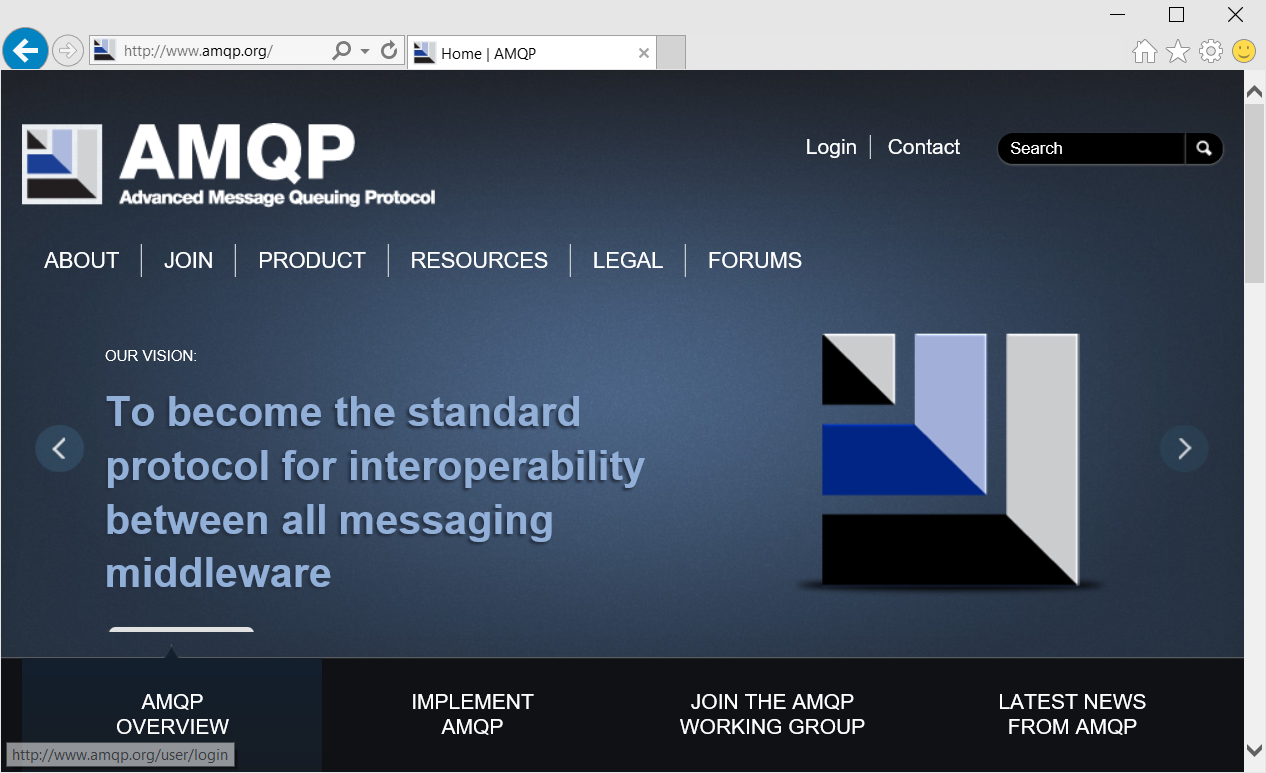 http://www.amqp.org/
Home | AMQP
AMQP
Advanced Message Queuing Protocol
Login
Contact
Search
ABOUT
JOIN
PRODUCT
RESOURCES
LEGAL
FORUMS
OUR VISION:
To become the standard
protocol for interoperability
between all messaging
middleware
AMQP
OVERVIEW
IMPLEMENT
AMQP
JOIN THE AMQP
WORKING GROUP
LATEST NEWS
FROM AMQP
http://www.amqp.org/user/login